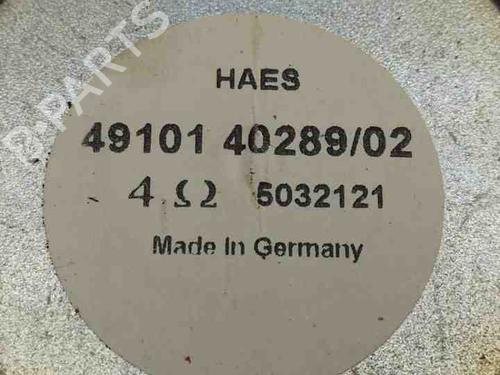 B-PARTS
HAES
49101 40289/02
4 Ω 5032121
Made In Germany